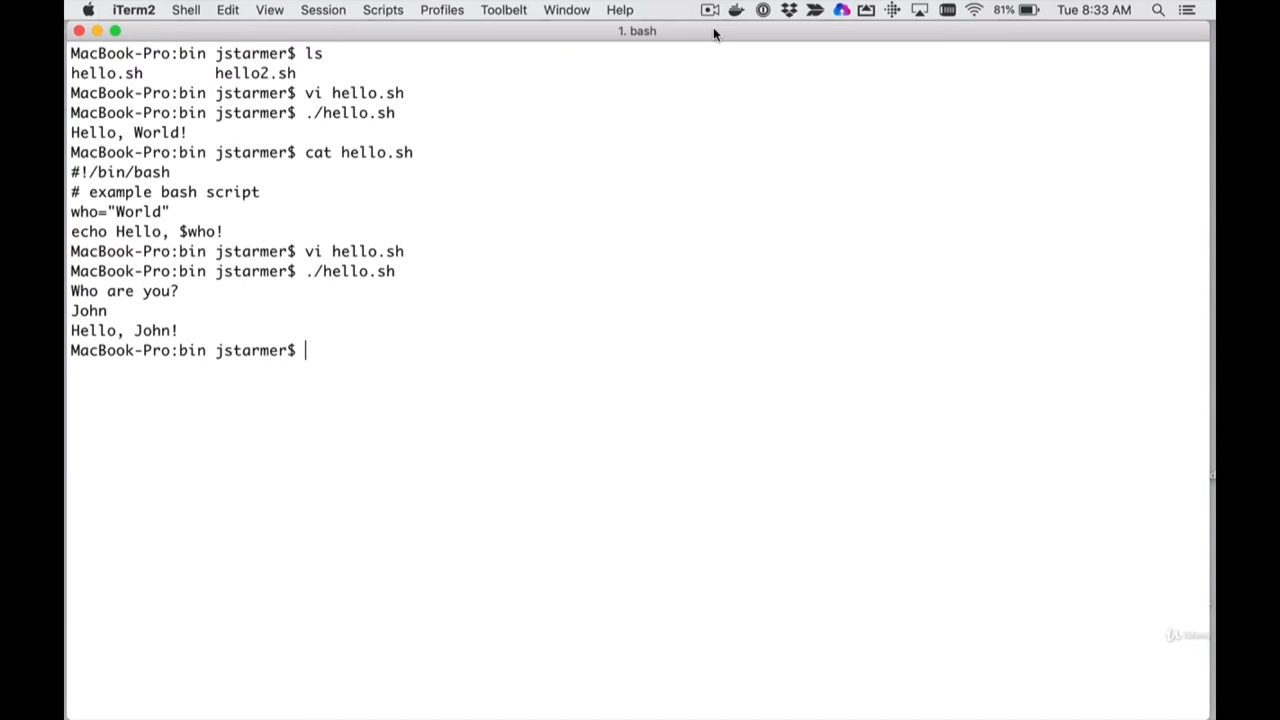 iTerm2 Shell Edit View Session Scripts Profiles Toolbelt Window Help 81% Tue 8:33 AM
1. bash
MacBook-Pro:bin jstarmer$ ls
hello.sh hello2.sh
MacBook-Pro:bin jstarmer$ vi hello.sh
MacBook-Pro:bin jstarmer$ ./hello.sh
Hello, World!
MacBook-Pro:bin jstarmer$ cat hello.sh
#!/bin/bash
# example bash script
who="World"
echo Hello, $who!
MacBook-Pro:bin jstarmer$ vi hello.sh
MacBook-Pro:bin jstarmer$ ./hello.sh
Who are you?
John
Hello, John!
MacBook-Pro:bin jstarmer$